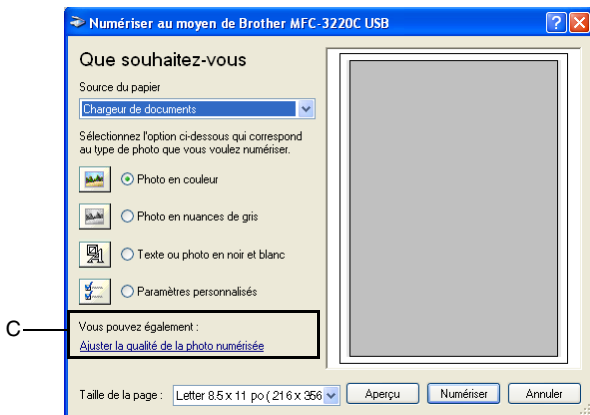 Numériser au moyen de Brother MFC-3220C USB
Que souhaitez-vous
Source du papier
Chargeur de documents
Sélectionnez l'option ci-dessous qui correspond
au type de photo que vous voulez numériser.
Photo en couleur
Photo en nuances de gris
Texte ou photo en noir et blanc
Paramètres personnalisés
C
Vous pouvez également :
Ajuster la qualité de la photo numérisée
Taille de la page : Letter 8.5 x 11 po ( 216 x 356 Aperçu Numériser Annuler